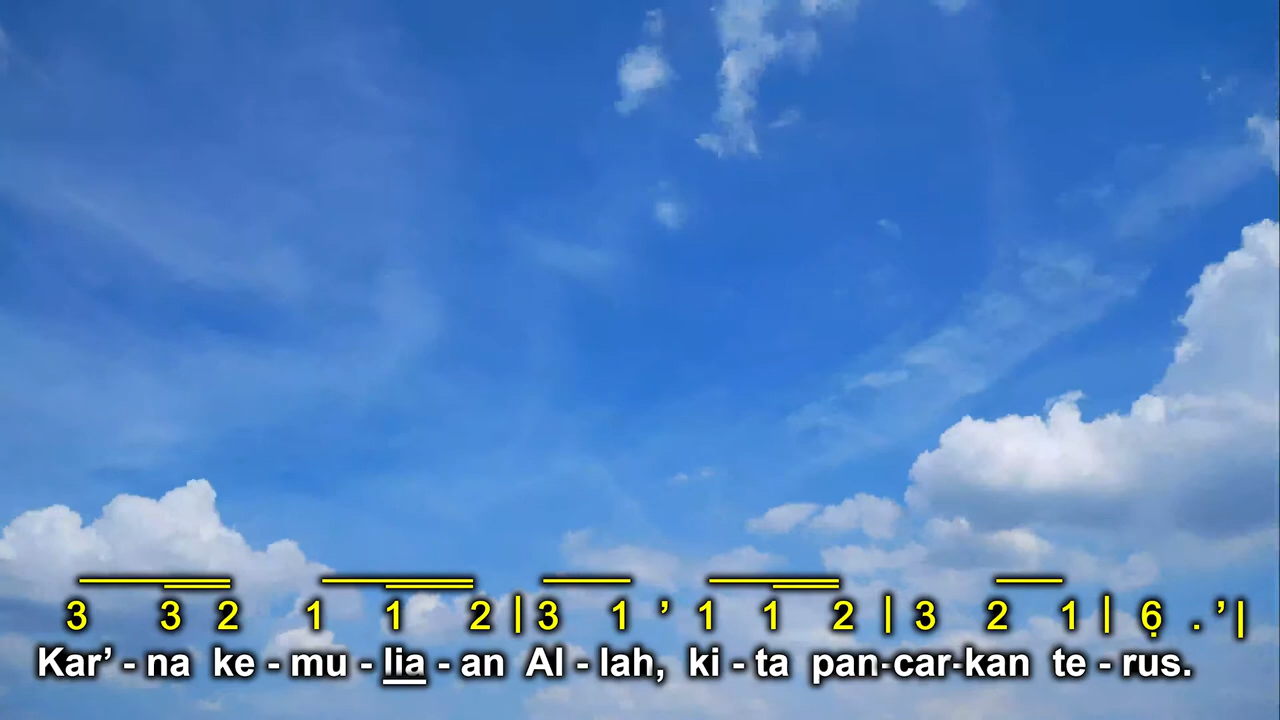 3 3 2 1 1 2 | 3 1 ’ 1 1 2 | 3 2 1 | 6̣ . ’ |
Kar’ - na ke - mu - lia - an Al - lah, ki - ta pan-car-kan te - rus.